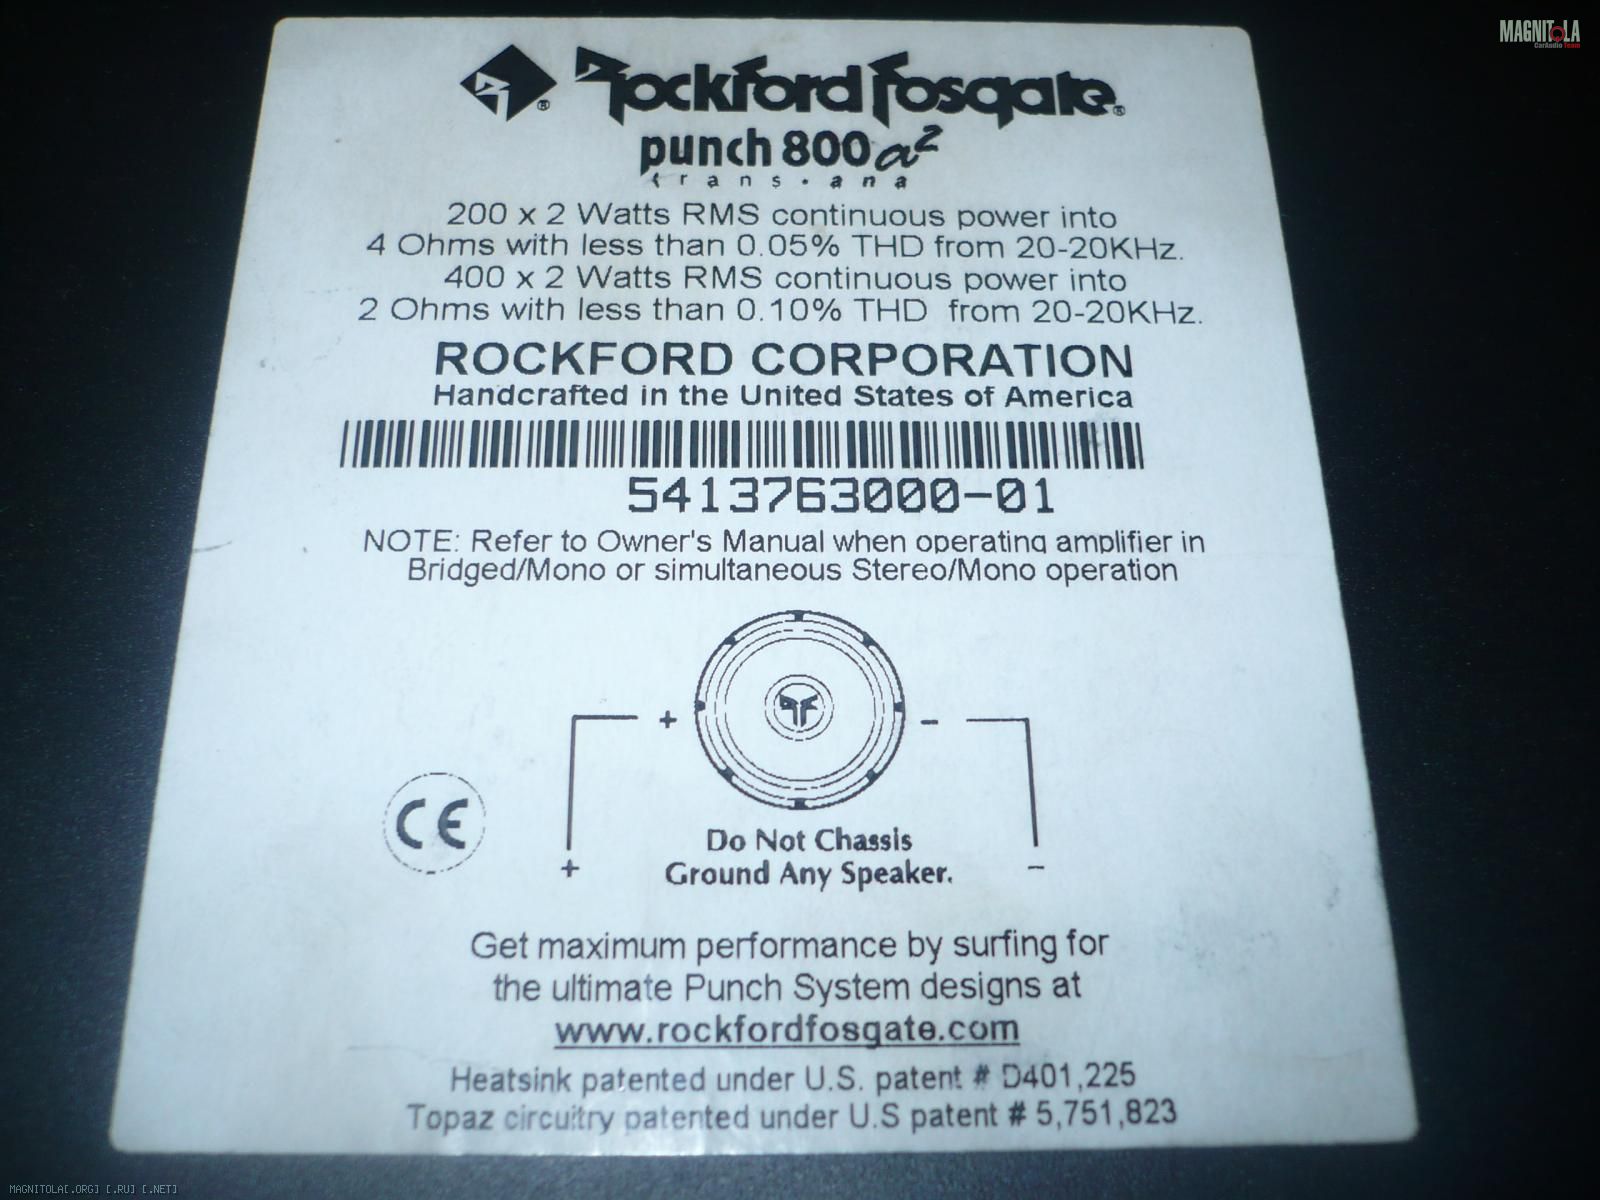 MAGNITOLA
CarAudio Team
Rockford Fosgate®
punch 800 a2
trans•ana
200 x 2 Watts RMS continuous power into
4 Ohms with less than 0.05% THD from 20-20KHz.
400 x 2 Watts RMS continuous power into
2 Ohms with less than 0.10% THD from 20-20KHz.
ROCKFORD CORPORATION
Handcrafted in the United States of America
5413763000-01
NOTE: Refer to Owner's Manual when operating amplifier in
Bridged/Mono or simultaneous Stereo/Mono operation
+ -
CE
+ -
Do Not Chassis
Ground Any Speaker.
Get maximum performance by surfing for
the ultimate Punch System designs at
www.rockfordfosgate.com
Heatsink patented under U.S. patent # D401,225
Topaz circuitry patented under U.S patent # 5,751,823
MAGNITOLA[.ORG] [.RU] [.NET]